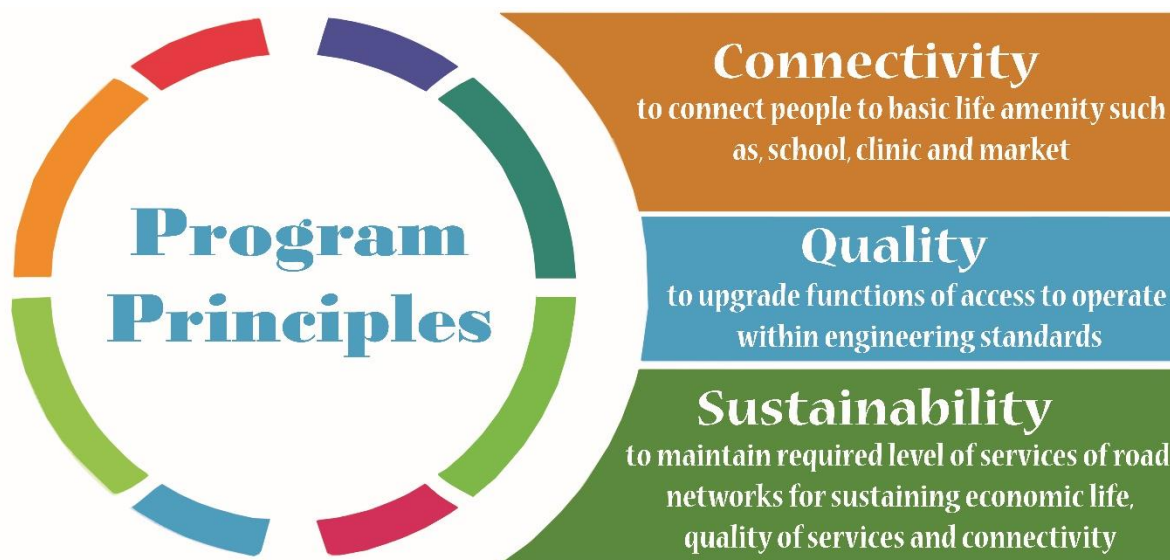 Program
Principles
Connectivity
to connect people to basic life amenity such
as, school, clinic and market
Quality
to upgrade functions of access to operate
within engineering standards
Sustainability
to maintain required level of services of road
networks for sustaining economic life,
quality of services and connectivity